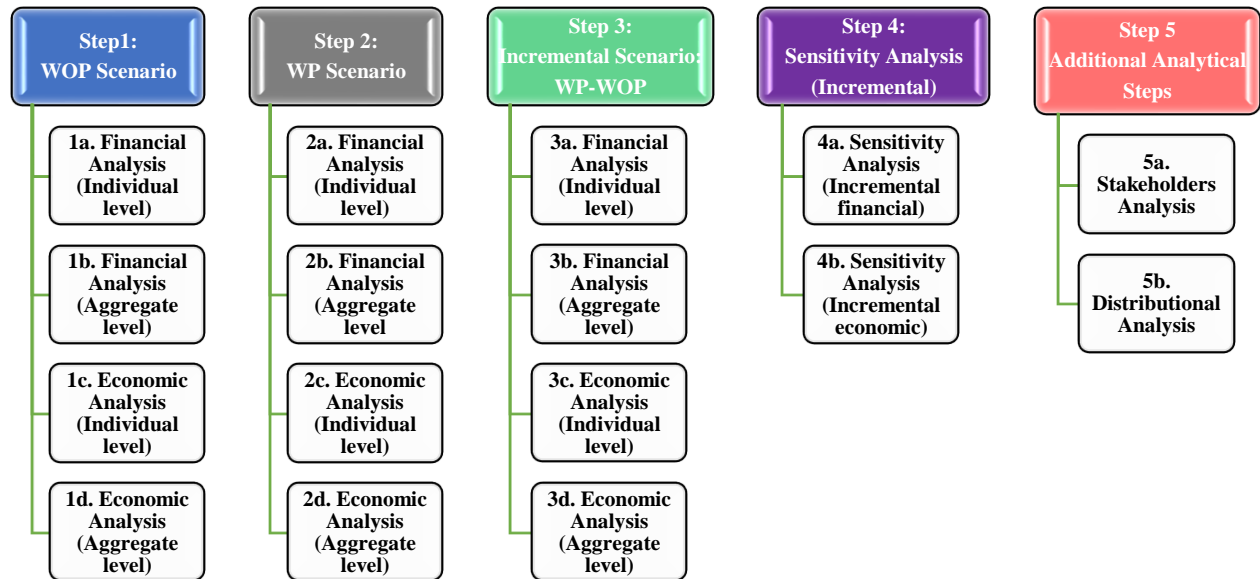 Step1:
WOP Scenario
1a. Financial
Analysis
(Individual
level)
1b. Financial
Analysis
(Aggregate
level)
1c. Economic
Analysis
(Individual
level)
1d. Economic
Analysis
(Aggregate
level)
Step 2:
WP Scenario
2a. Financial
Analysis
(Individual
level)
2b. Financial
Analysis
(Aggregate
level
2c. Economic
Analysis
(Individual
level)
2d. Economic
Analysis
(Aggregate
level)
Step 3:
Incremental Scenario:
WP-WOP
3a. Financial
Analysis
(Individual
level)
3b. Financial
Analysis
(Aggregate
level)
3c. Economic
Analysis
(Individual
level)
3d. Economic
Analysis
(Aggregate
level)
Step 4:
Sensitivity Analysis
(Incremental)
4a. Sensitivity
Analysis
(Incremental
financial)
4b. Sensitivity
Analysis
(Incremental
economic)
Step 5
Additional Analytical
Steps
5a.
Stakeholders
Analysis
5b.
Distributional
Analysis